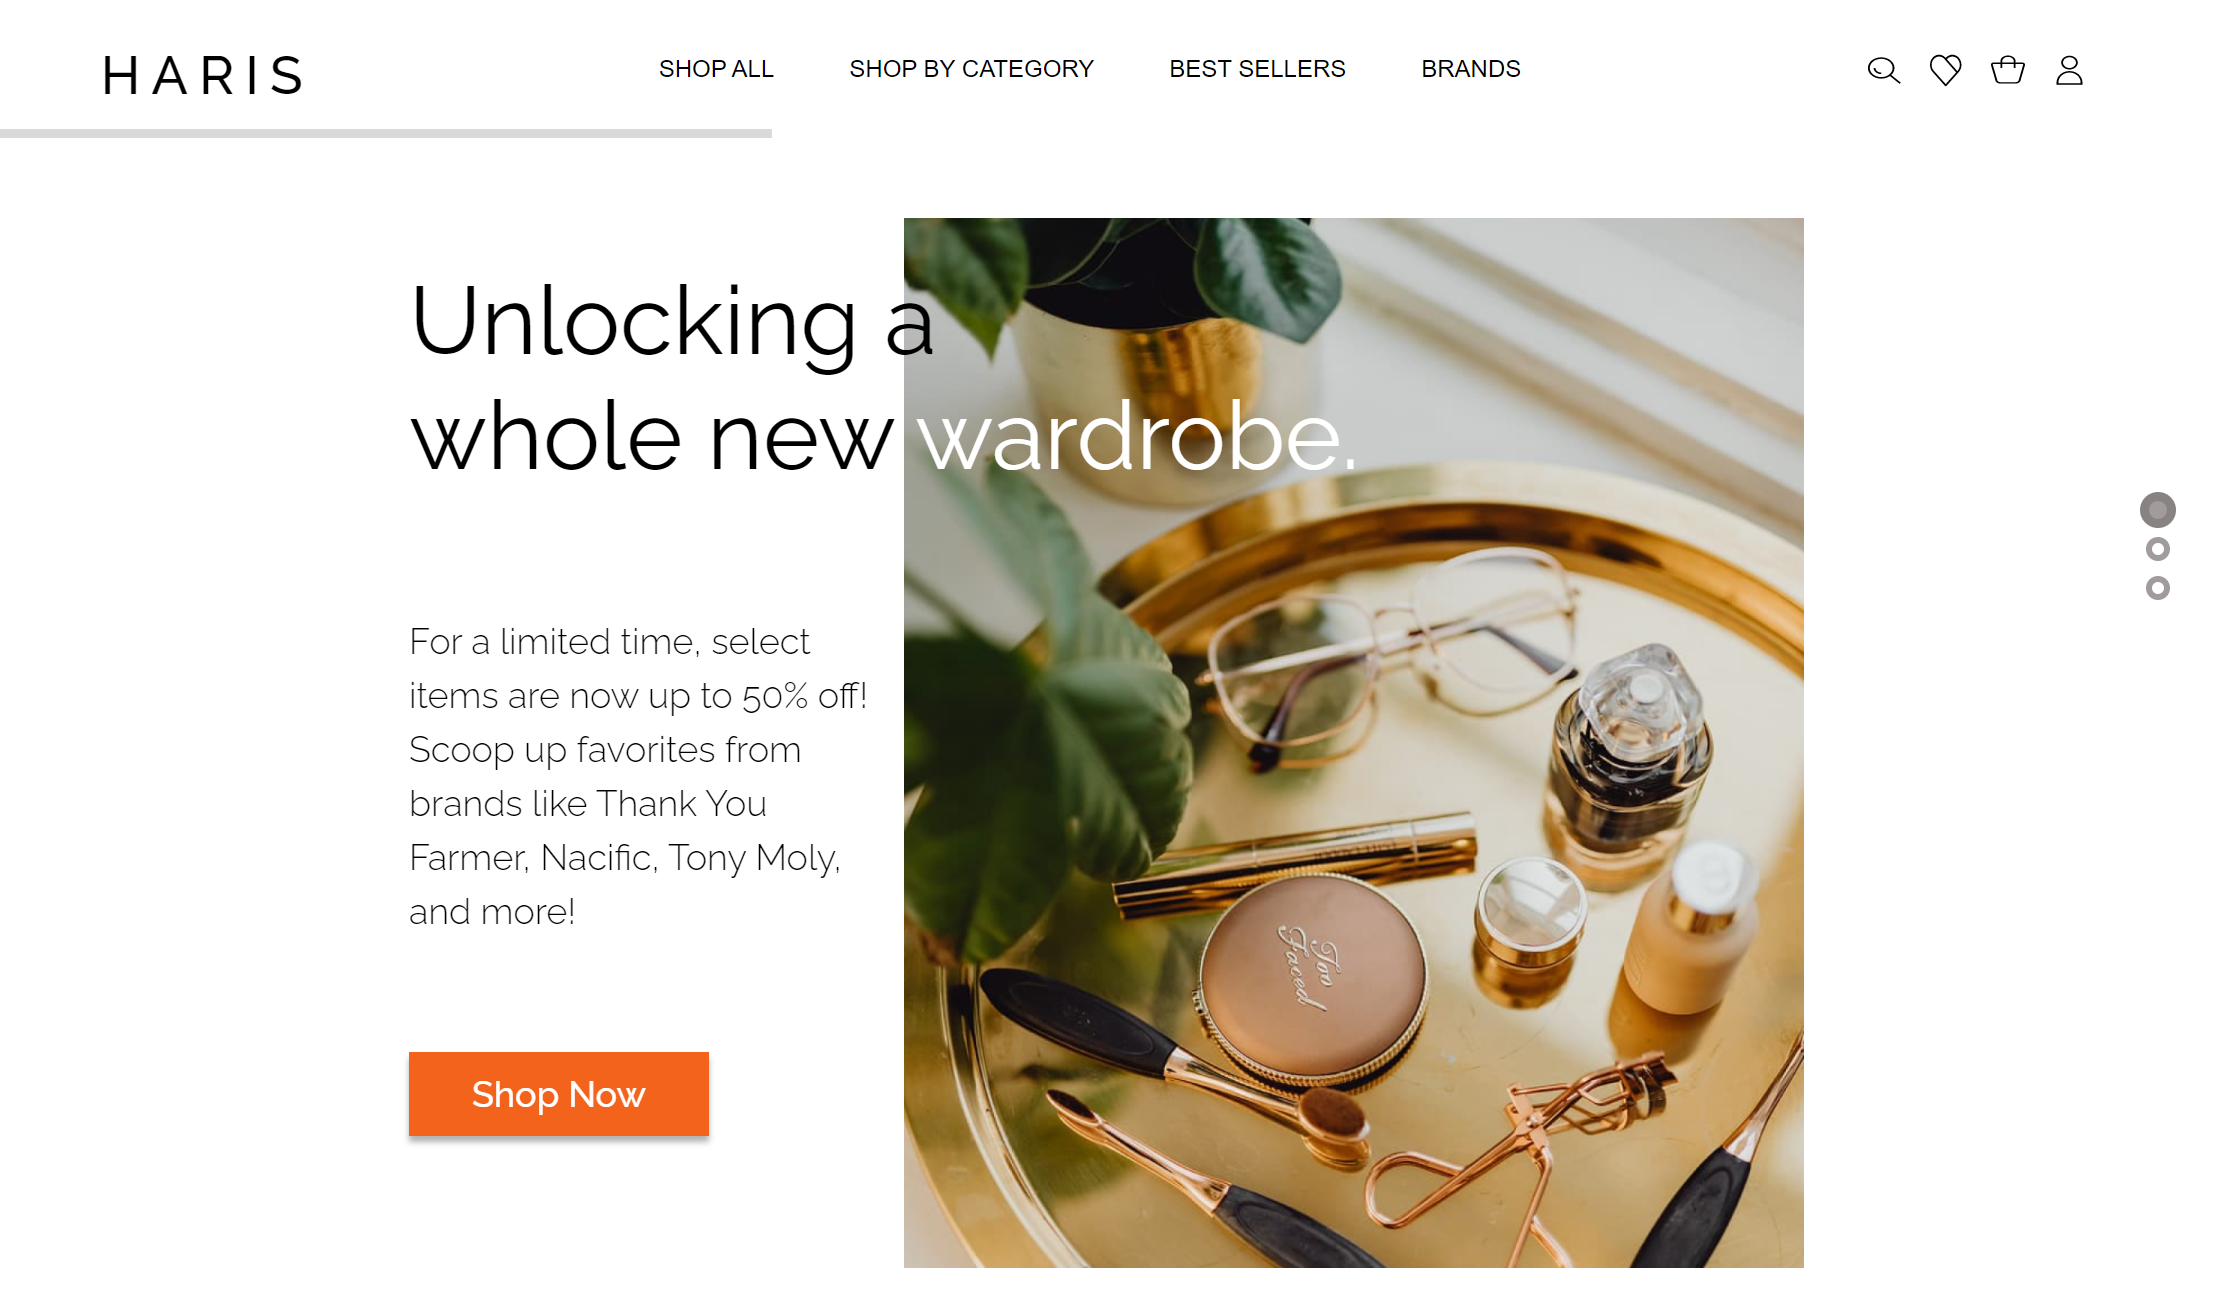 HARIS
SHOP ALL
SHOP BY CATEGORY
BEST SELLERS
BRANDS
Unlocking a
whole new wardrobe.
For a limited time, select
items are now up to 50% off!
Scoop up favorites from
brands like Thank You
Farmer, Nacific, Tony Moly,
and more!
Too
Faced
Shop Now